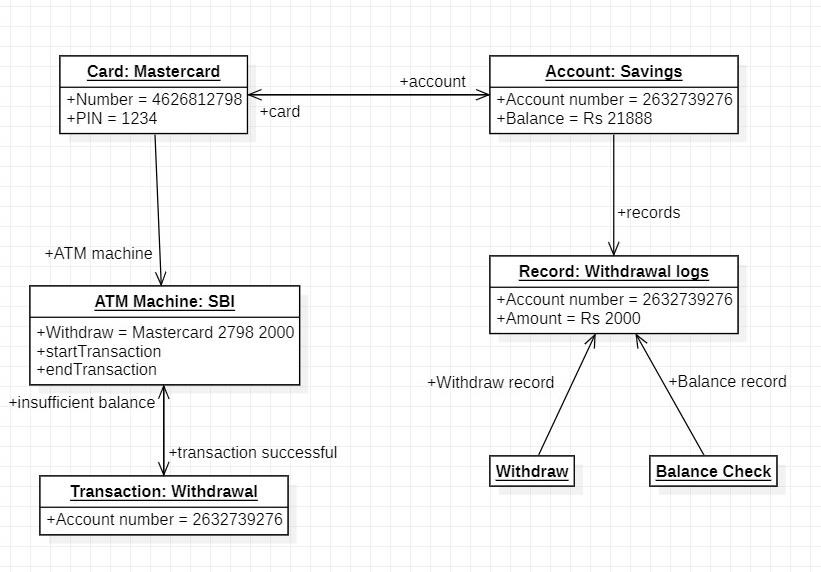 Card: Mastercard
+Number = 4626812798
+PIN = 1234
+account
+card
Account: Savings
+Account number = 2632739276
+Balance = Rs 21888
+ATM machine
+records
ATM Machine: SBI
+Withdraw = Mastercard 2798 2000
+startTransaction
+endTransaction
Record: Withdrawal logs
+Account number = 2632739276
+Amount = Rs 2000
+insufficient balance
+transaction successful
+Withdraw record
+Balance record
Transaction: Withdrawal
+Account number = 2632739276
Withdraw
Balance Check